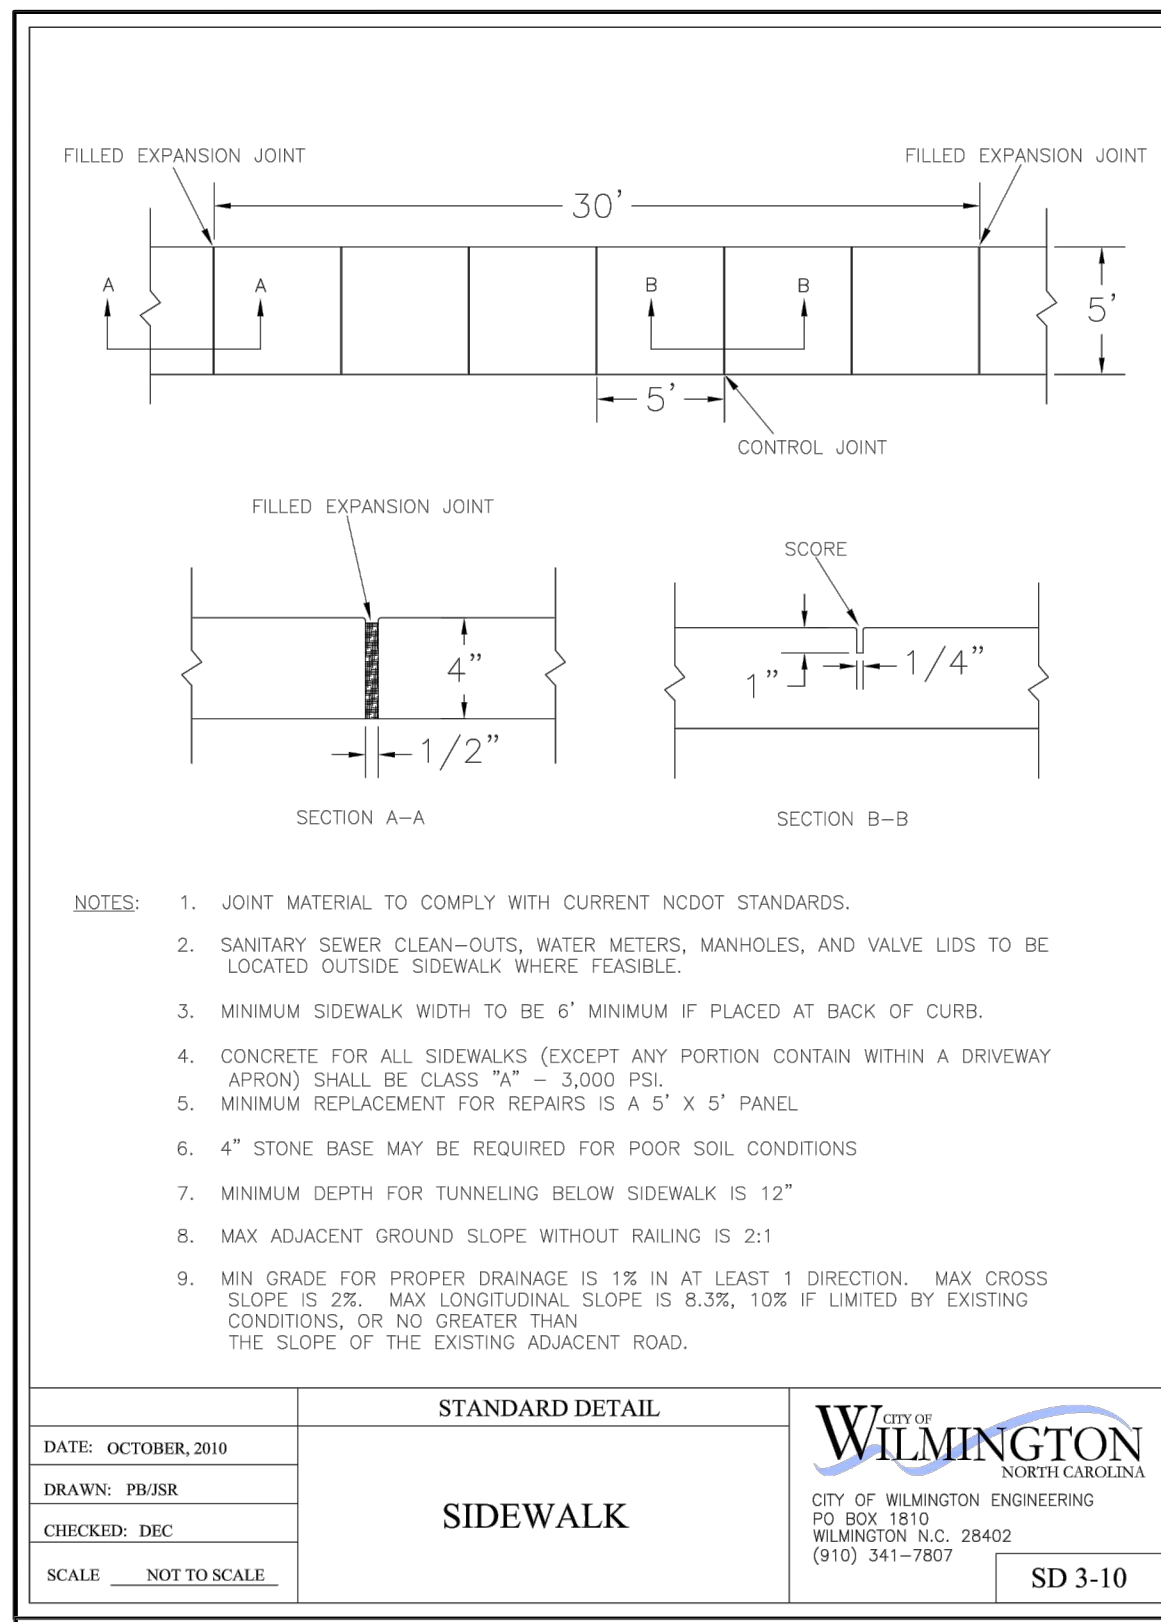 FILLED EXPANSION JOINT
FILLED EXPANSION JOINT
30'
A
A
B
B
5'
5'
CONTROL JOINT
FILLED EXPANSION JOINT
SCORE
4"
1"
1/4"
1/2"
SECTION A-A
SECTION B-B
NOTES:
1. JOINT MATERIAL TO COMPLY WITH CURRENT NCDOT STANDARDS.
2. SANITARY SEWER CLEAN-OUTS, WATER METERS, MANHOLES, AND VALVE LIDS TO BE
LOCATED OUTSIDE SIDEWALK WHERE FEASIBLE.
3. MINIMUM SIDEWALK WIDTH TO BE 6' MINIMUM IF PLACED AT BACK OF CURB.
4. CONCRETE FOR ALL SIDEWALKS (EXCEPT ANY PORTION CONTAIN WITHIN A DRIVEWAY
APRON) SHALL BE CLASS "A" - 3,000 PSI.
5. MINIMUM REPLACEMENT FOR REPAIRS IS A 5' X 5' PANEL
6. 4" STONE BASE MAY BE REQUIRED FOR POOR SOIL CONDITIONS
7. MINIMUM DEPTH FOR TUNNELING BELOW SIDEWALK IS 12"
8. MAX ADJACENT GROUND SLOPE WITHOUT RAILING IS 2:1
9. MIN GRADE FOR PROPER DRAINAGE IS 1% IN AT LEAST 1 DIRECTION. MAX CROSS
SLOPE IS 2%. MAX LONGITUDINAL SLOPE IS 8.3%, 10% IF LIMITED BY EXISTING
CONDITIONS, OR NO GREATER THAN
THE SLOPE OF THE EXISTING ADJACENT ROAD.
DATE: OCTOBER, 2010
DRAWN: PB/JSR
CHECKED: DEC
SCALE NOT TO SCALE
STANDARD DETAIL
SIDEWALK
CITY OF
WILMINGTON
NORTH CAROLINA
CITY OF WILMINGTON ENGINEERING
PO BOX 1810
WILMINGTON N.C. 28402
(910) 341-7807
SD 3-10